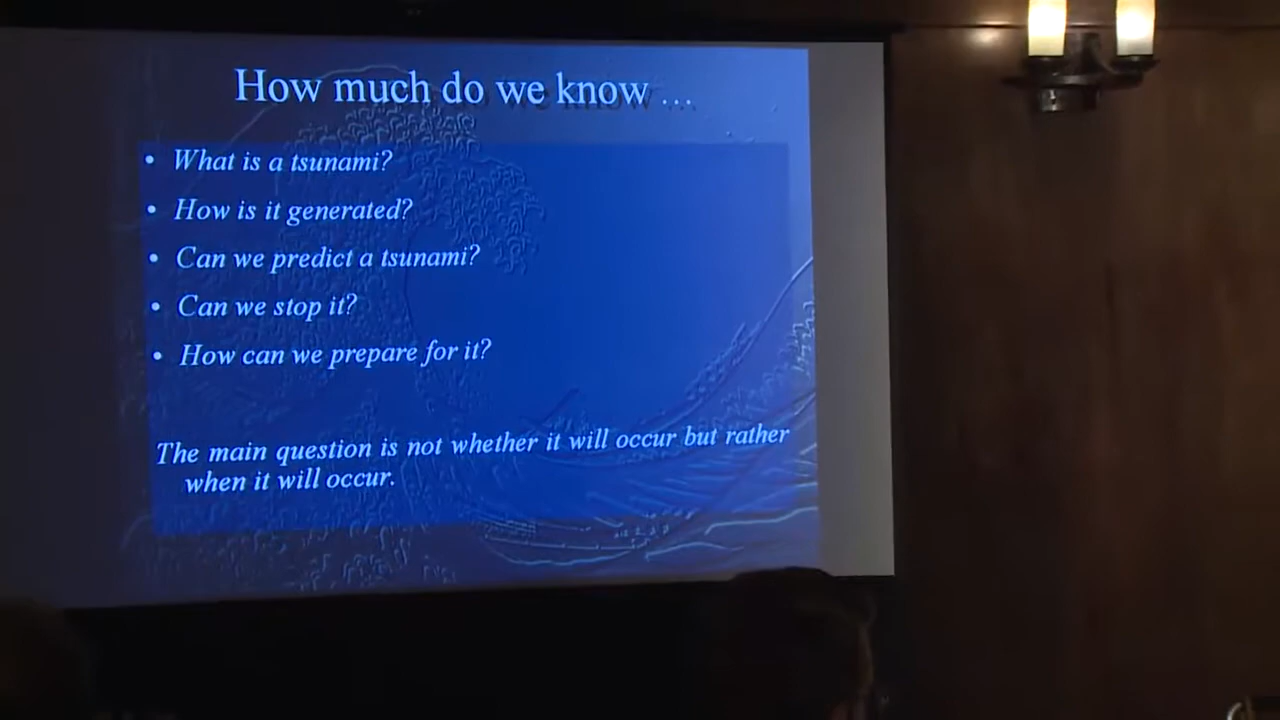 How much do we know ...
• What is a tsunami?
• How is it generated?
• Can we predict a tsunami?
• Can we stop it?
• How can we prepare for it?
The main question is not whether it will occur but rather
when it will occur.